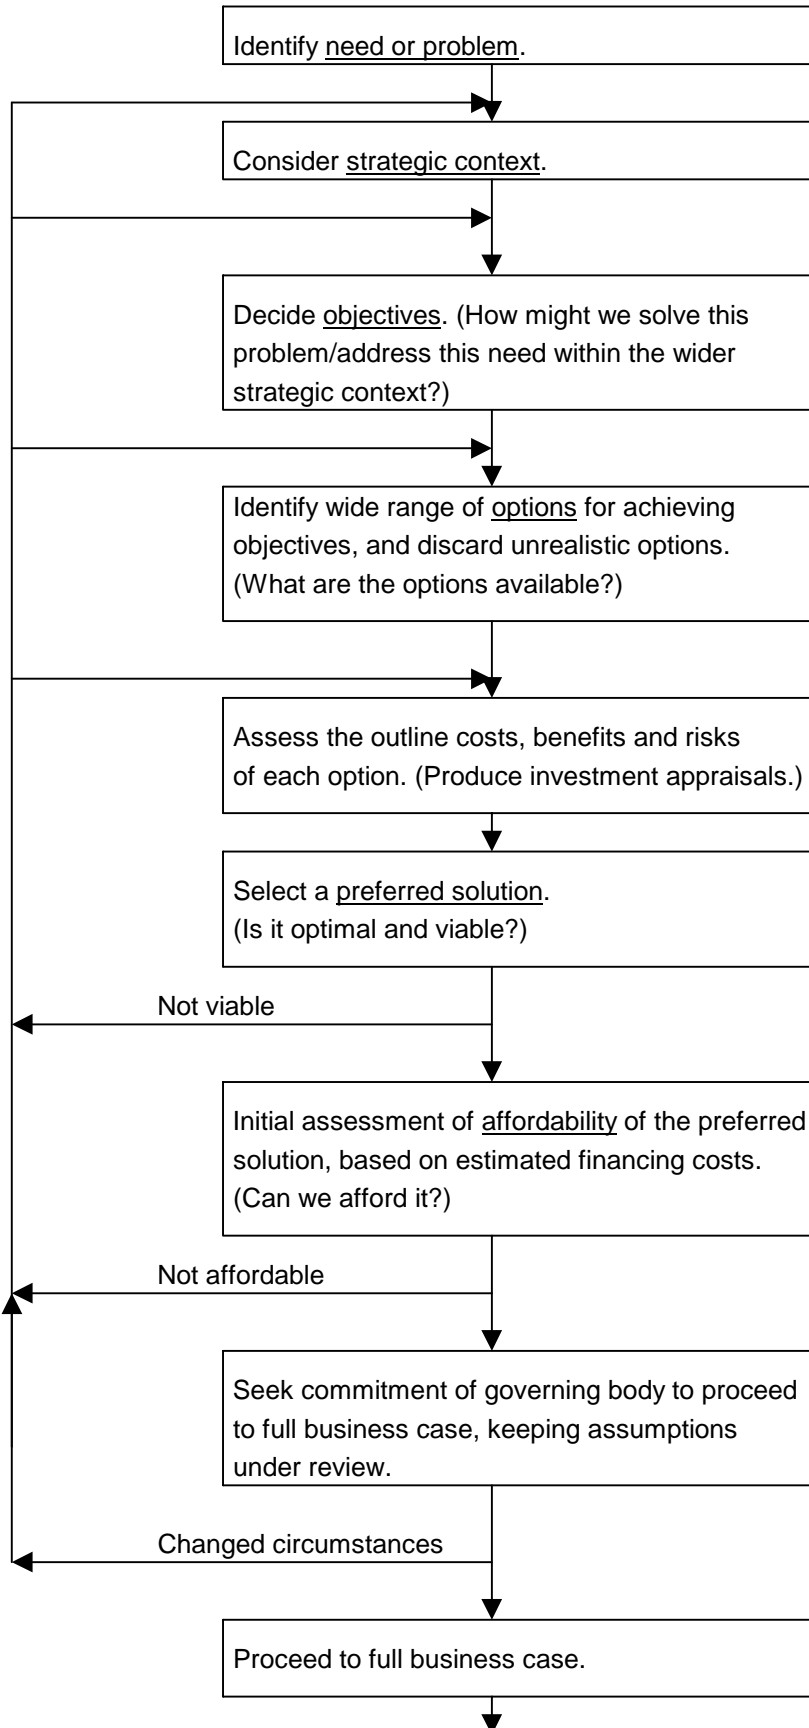 Identify need or problem.
Consider strategic context.
Decide objectives. (How might we solve this
problem/address this need within the wider
strategic context?)
Identify wide range of options for achieving
objectives, and discard unrealistic options.
(What are the options available?)
Assess the outline costs, benefits and risks
of each option. (Produce investment appraisals.)
Select a preferred solution.
(Is it optimal and viable?)
Not viable
Initial assessment of affordability of the preferred
solution, based on estimated financing costs.
(Can we afford it?)
Not affordable
Seek commitment of governing body to proceed
to full business case, keeping assumptions
under review.
Changed circumstances
Proceed to full business case.